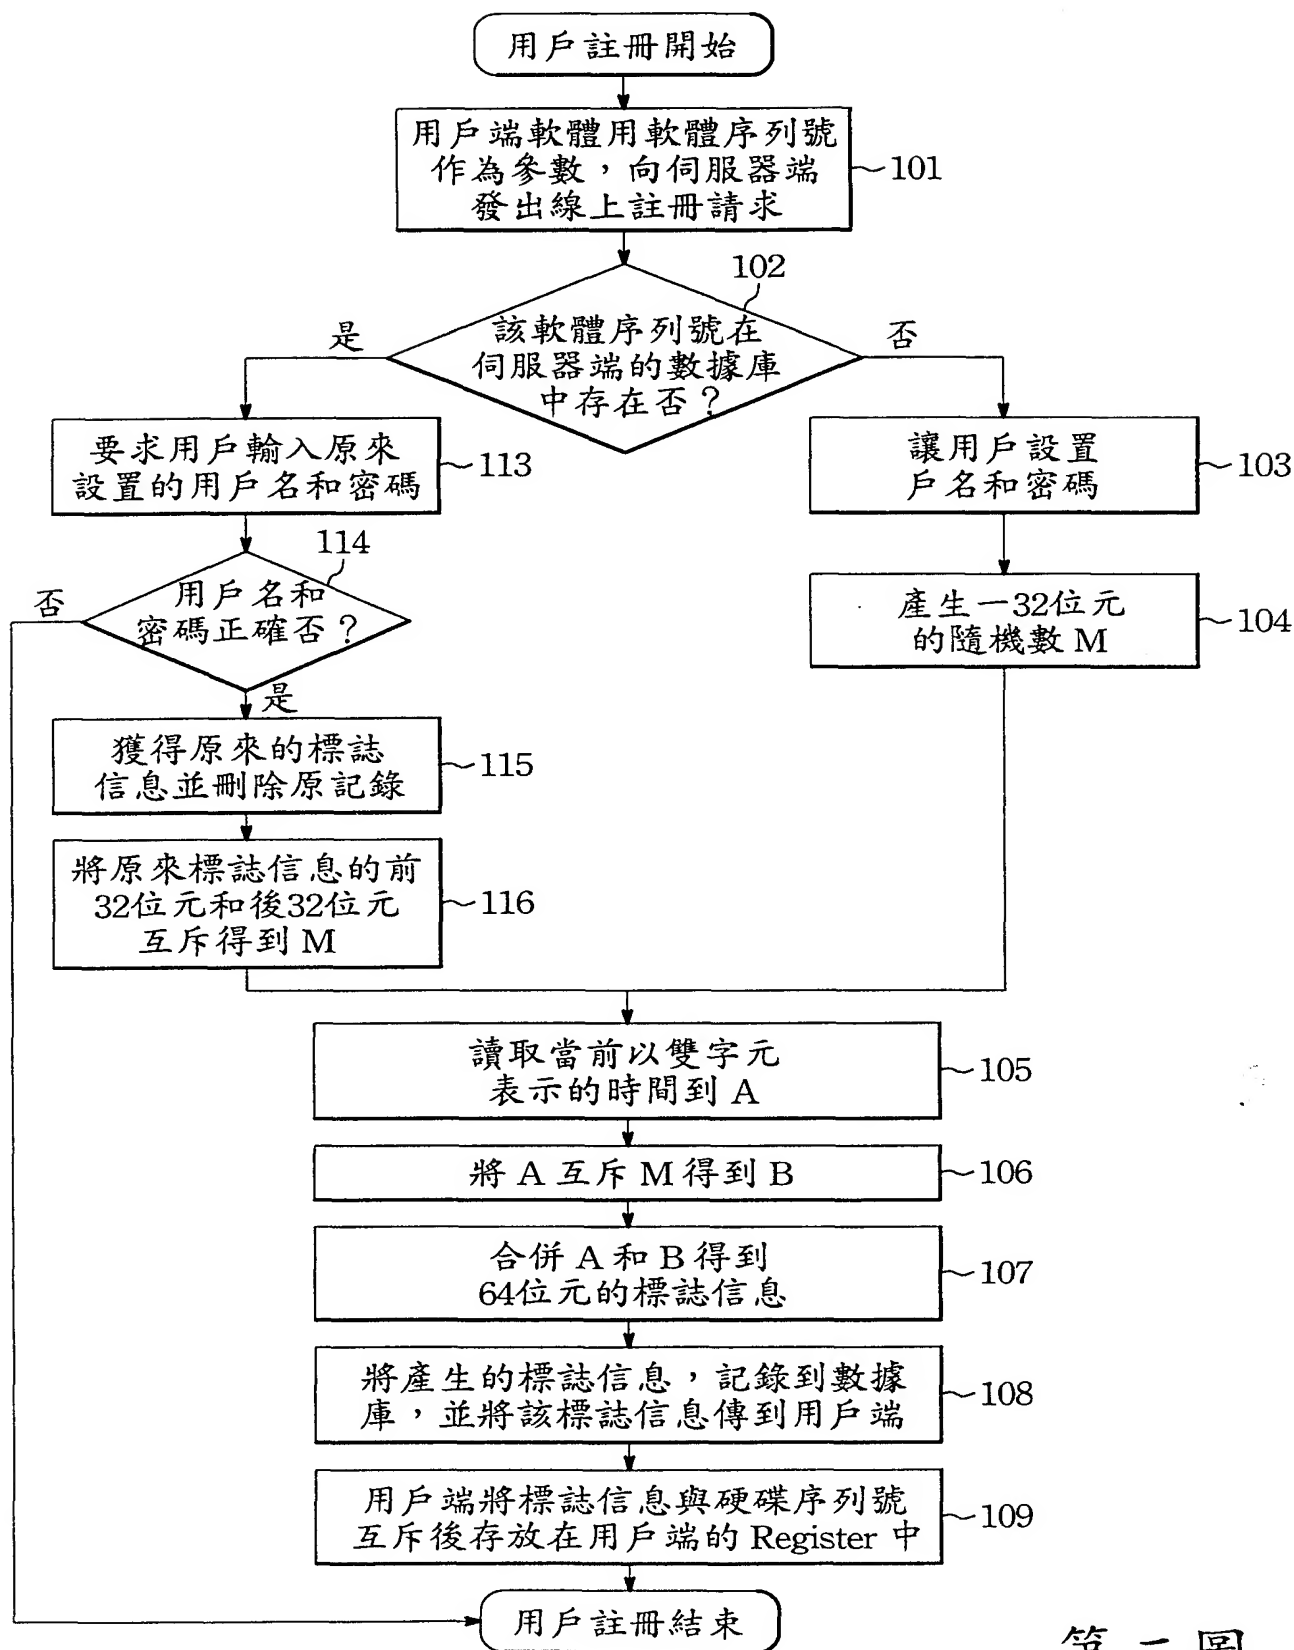 用戶註冊開始
用戶端軟體用軟體序列號
作為參數，向伺服器端
發出線上註冊請求
101
102
該軟體序列號在
伺服器端的數據庫
中存在否？
是
否
要求用戶輸入原來
設置的用戶名和密碼
113
讓用戶設置
戶名和密碼
103
114
用戶名和
密碼正確否？
否
是
產生一32位元
的隨機數 M
104
獲得原來的標誌
信息並刪除原記錄
115
將原來標誌信息的前
32位元和後32位元
互斥得到 M
116
讀取當前以雙字元
表示的時間到 A
105
將 A 互斥 M 得到 B
106
合併 A 和 B 得到
64位元的標誌信息
107
將產生的標誌信息，記錄到數據
庫，並將該標誌信息傳到用戶端
108
用戶端將標誌信息與硬碟序列號
互斥後存放在用戶端的 Register 中
109
用戶註冊結束